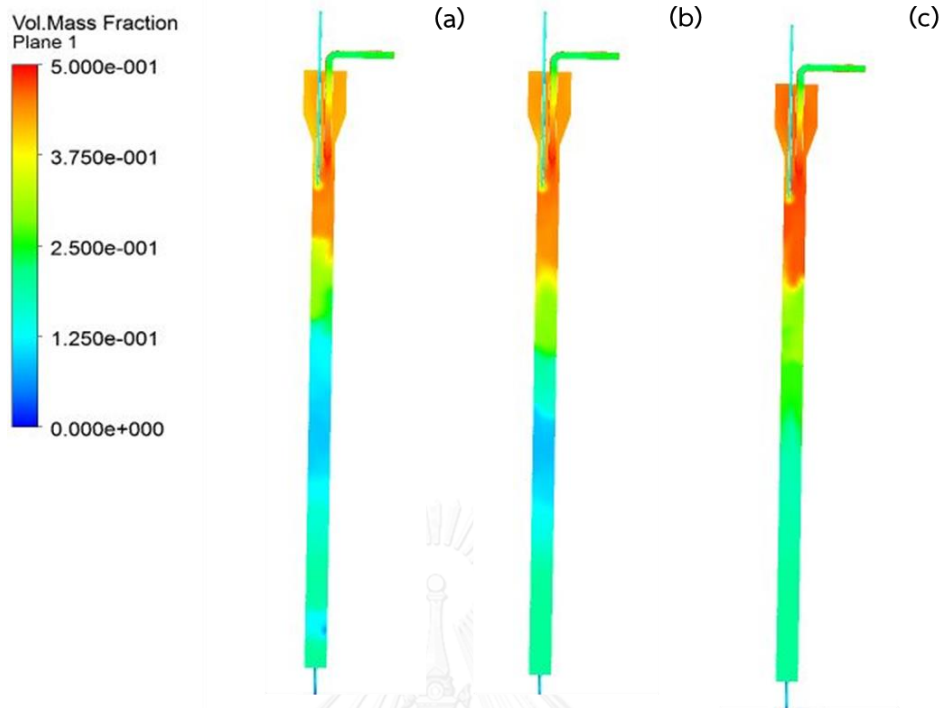 Vol.Mass Fraction
Plane 1
5.000e-001
3.750e-001
2.500e-001
1.250e-001
0.000e+000
(a)
(b)
(c)